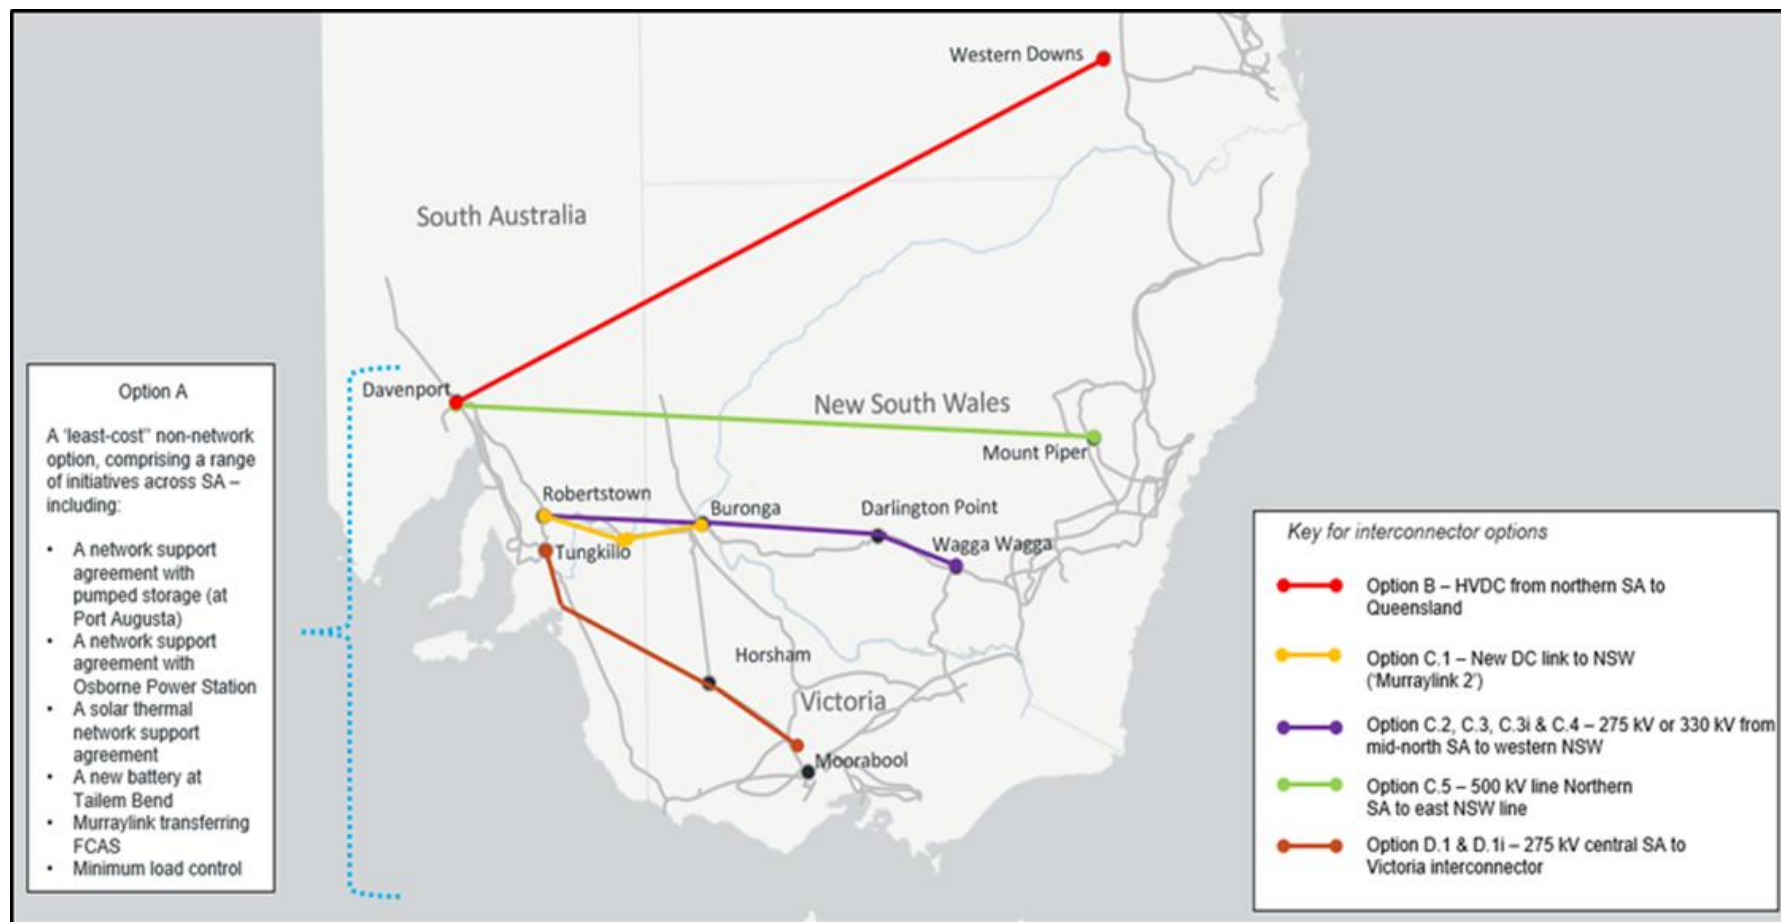 Western Downs
South Australia
Davenport
New South Wales
Mount Piper
Robertstown
Buronga
Darlington Point
Tungkillo
Wagga Wagga
Horsham
Victoria
Moorabool
Option A
A ‘least-cost’’ non-network
option, comprising a range
of initiatives across SA –
including:
• A network support
agreement with
pumped storage (at
Port Augusta)
• A network support
agreement with
Osborne Power Station
• A solar thermal
network support
agreement
• A new battery at
Tailem Bend
• Murraylink transferring
FCAS
• Minimum load control
Key for interconnector options
Option B – HVDC from northern SA to
Queensland
Option C.1 – New DC link to NSW
(‘Murraylink 2’)
Option C.2, C.3, C.3i & C.4 – 275 kV or 330 kV from
mid-north SA to western NSW
Option C.5 – 500 kV line Northern
SA to east NSW line
Option D.1 & D.1i – 275 kV central SA to
Victoria interconnector